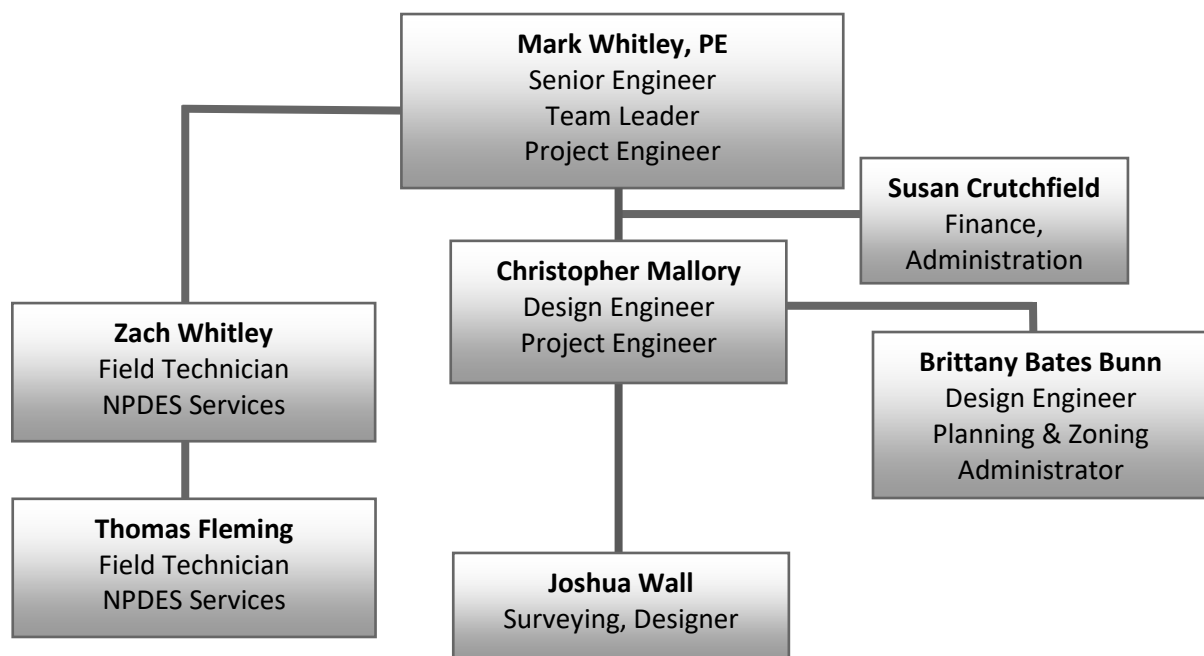 Mark Whitley, PE
Senior Engineer
Team Leader
Project Engineer
Susan Crutchfield
Finance,
Administration
Christopher Mallory
Design Engineer
Project Engineer
Zach Whitley
Field Technician
NPDES Services
Brittany Bates Bunn
Design Engineer
Planning & Zoning
Administrator
Thomas Fleming
Field Technician
NPDES Services
Joshua Wall
Surveying, Designer